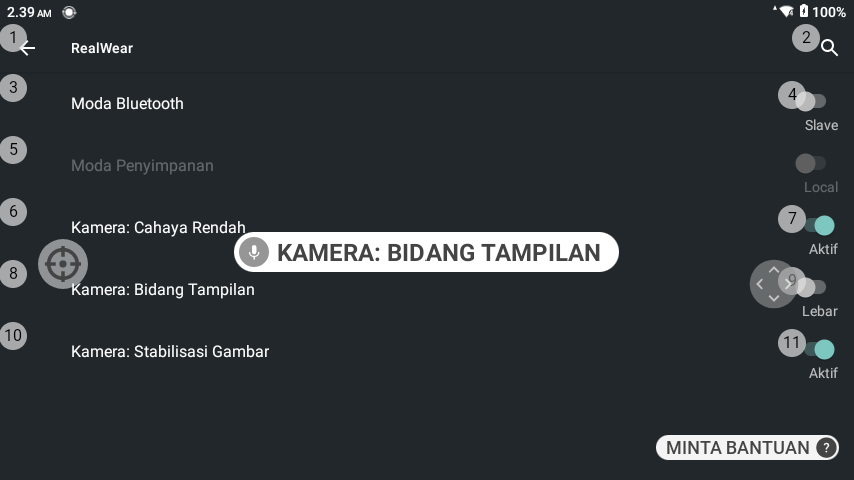 2.39 AM
100%
1
RealWear
2
3
Moda Bluetooth
4
Slave
5
Moda Penyimpanan
Local
6
Kamera: Cahaya Rendah
7
Aktif
KAMERA: BIDANG TAMPILAN
8
Kamera: Bidang Tampilan
9
Lebar
10
Kamera: Stabilisasi Gambar
11
Aktif
MINTA BANTUAN ?